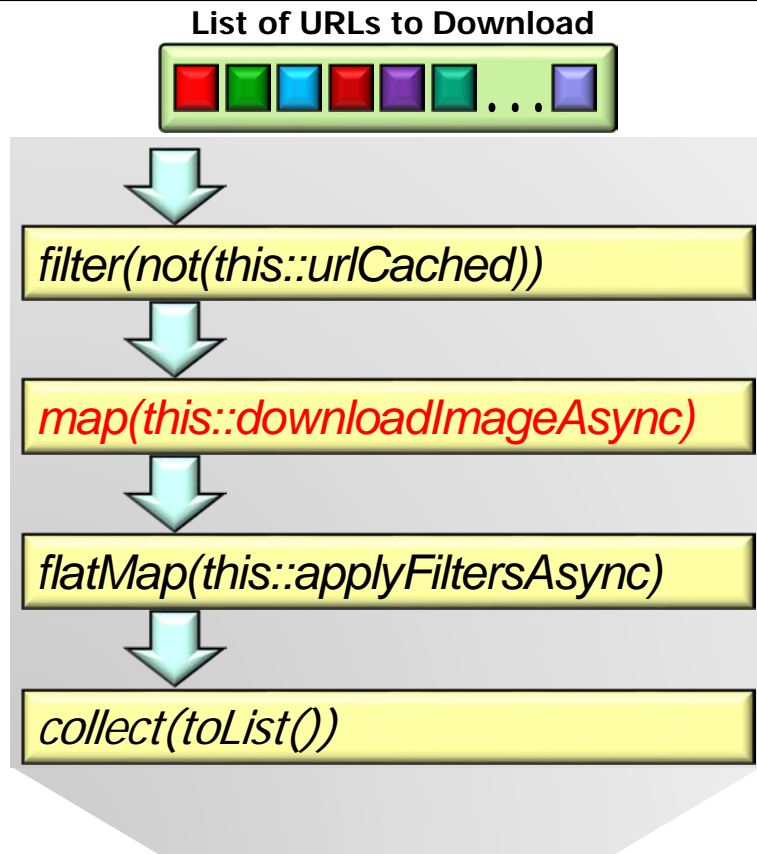 List of URLs to Download
...
filter(not(this::urlCached))
map(this::downloadImageAsync)
flatMap(this::applyFiltersAsync)
collect(toList())